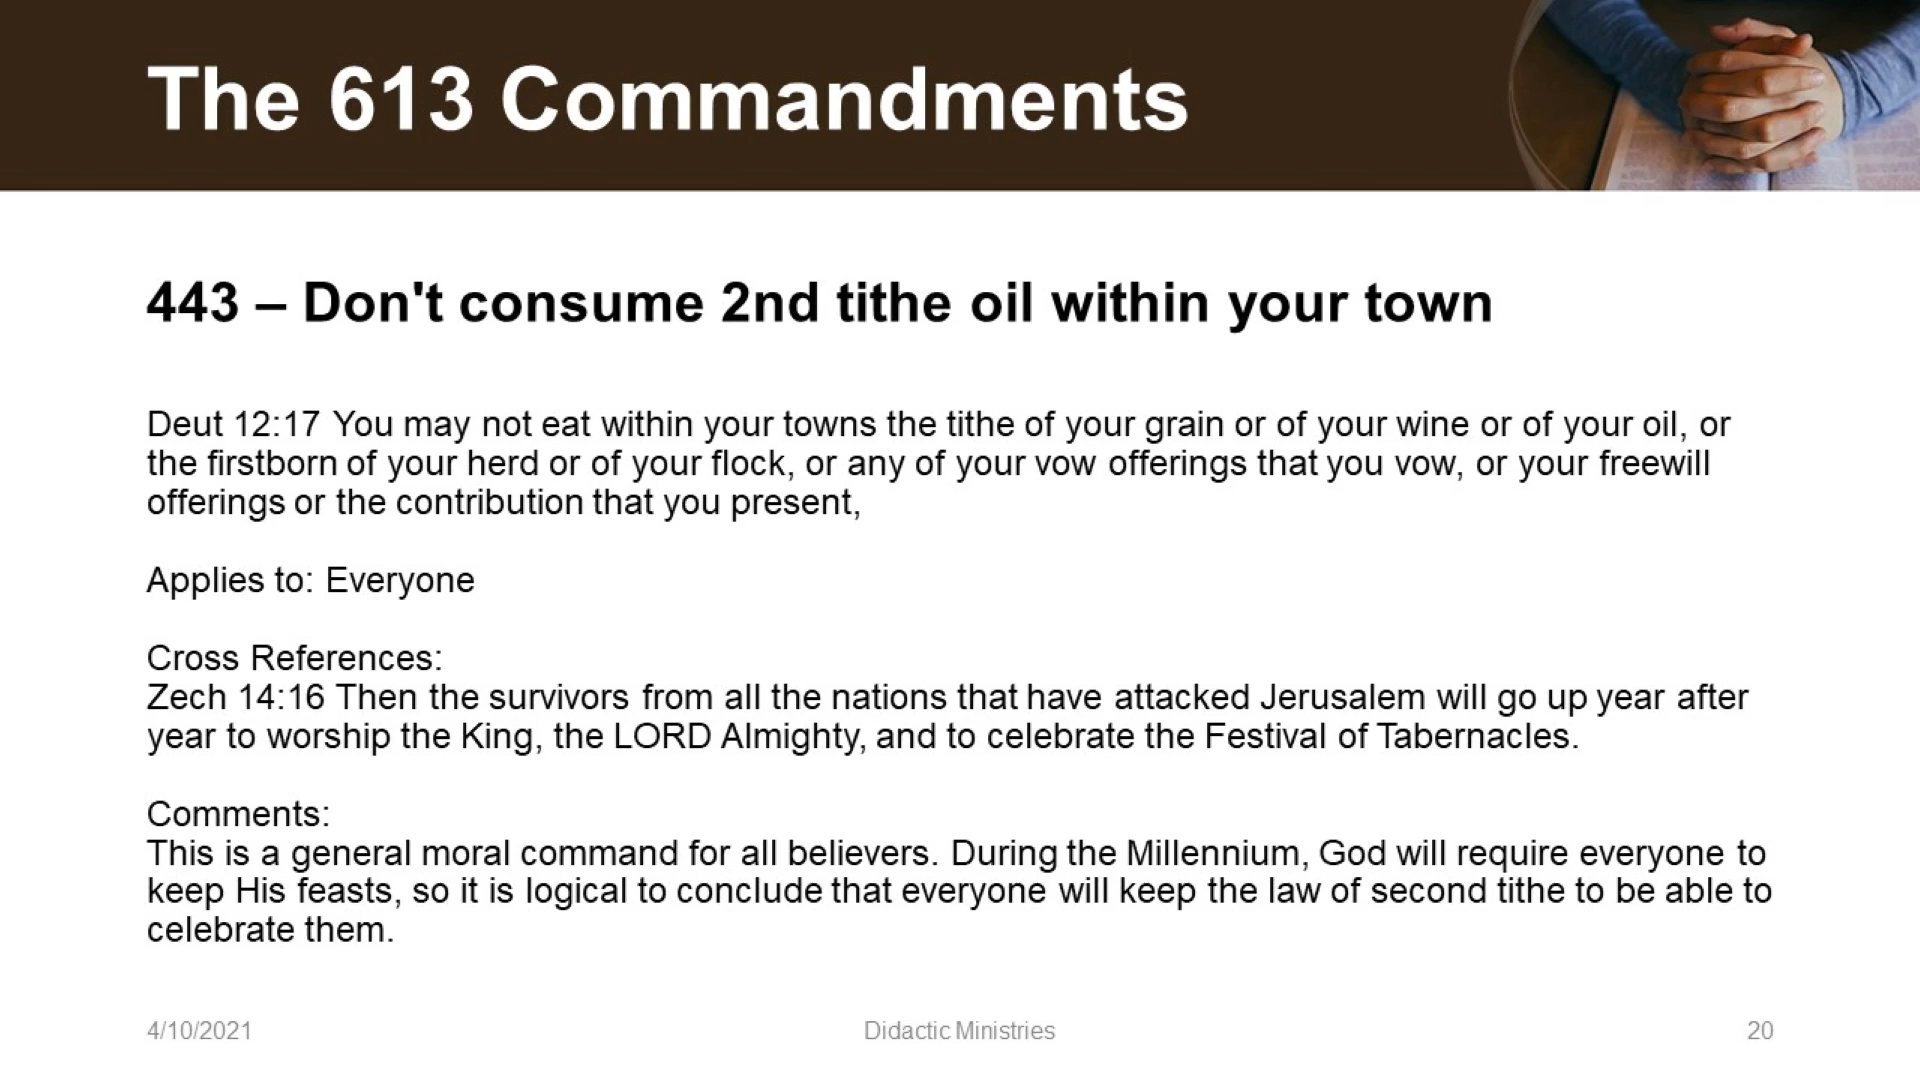 The 613 Commandments
443 – Don't consume 2nd tithe oil within your town
Deut 12:17 You may not eat within your towns the tithe of your grain or of your wine or of your oil, or
the firstborn of your herd or of your flock, or any of your vow offerings that you vow, or your freewill
offerings or the contribution that you present,
Applies to: Everyone
Cross References:
Zech 14:16 Then the survivors from all the nations that have attacked Jerusalem will go up year after
year to worship the King, the LORD Almighty, and to celebrate the Festival of Tabernacles.
Comments:
This is a general moral command for all believers. During the Millennium, God will require everyone to
keep His feasts, so it is logical to conclude that everyone will keep the law of second tithe to be able to
celebrate them.
4/10/2021
Didactic Ministries
20